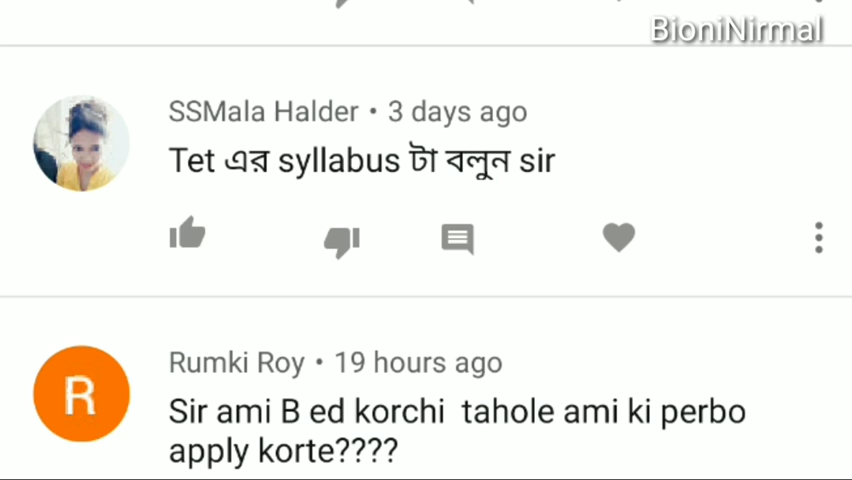 BioniNirmal
SSMala Halder • 3 days ago
Tet এর syllabus টা বলুন sir
R
Rumki Roy • 19 hours ago
Sir ami B ed korchi tahole ami ki perbo
apply korte????